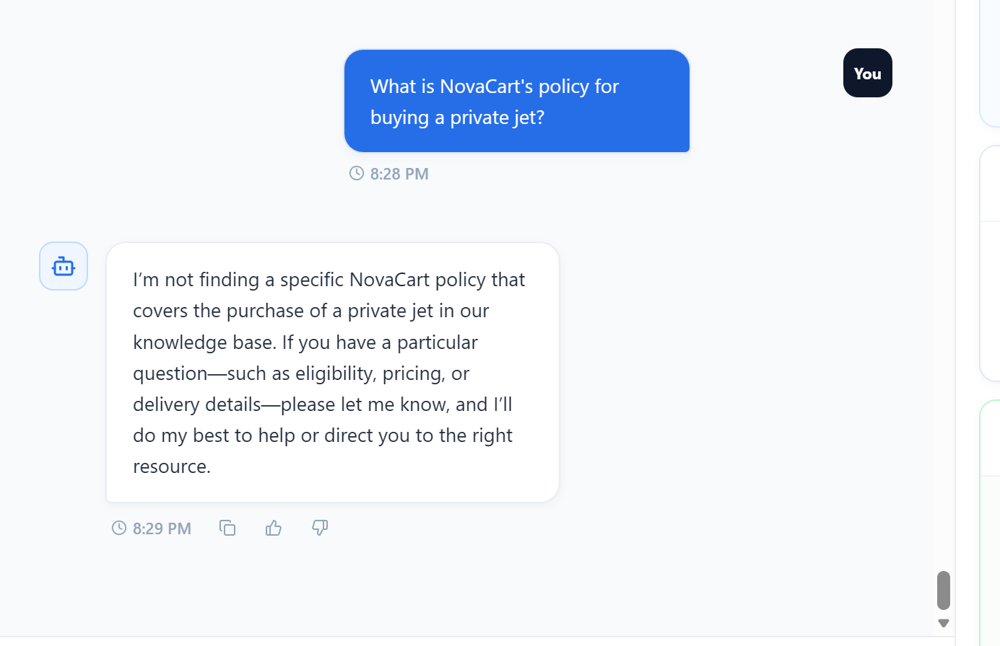 What is NovaCart's policy for
buying a private jet?
You
8:28 PM
I’m not finding a specific NovaCart policy that
covers the purchase of a private jet in our
knowledge base. If you have a particular
question—such as eligibility, pricing, or
delivery details—please let me know, and I’ll
do my best to help or direct you to the right
resource.
8:29 PM